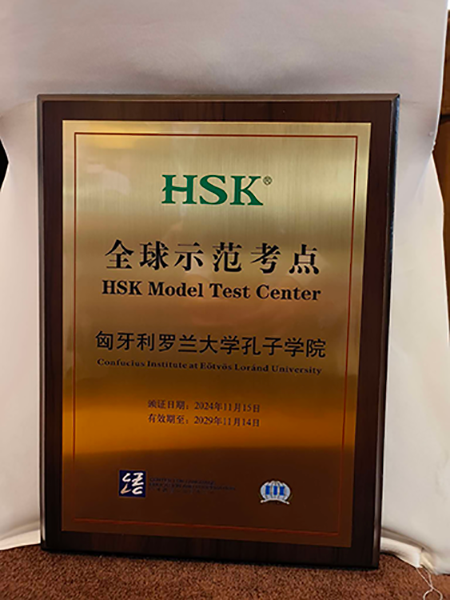 HSK®
全球示范考点
HSK Model Test Center
匈牙利罗兰大学孔子学院
Confucius Institute at Eötvös Loránd University
颁证日期：2024年11月15日
有效期至：2029年11月14日